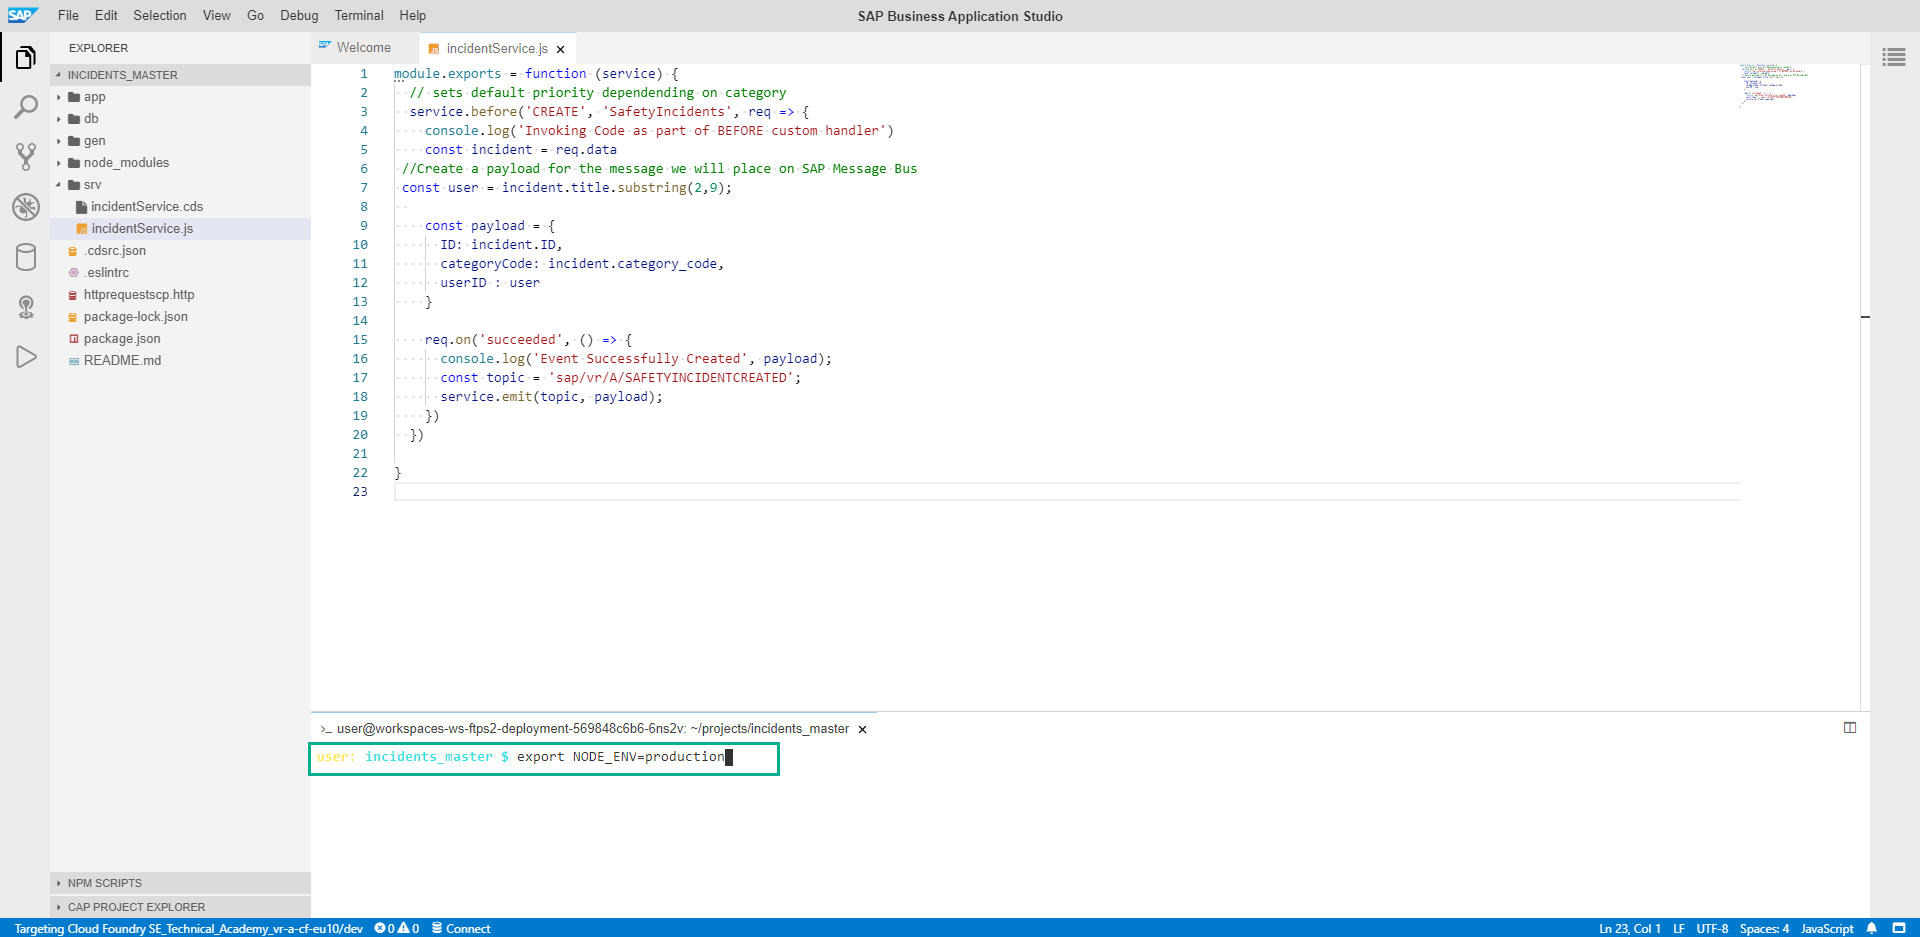 SAP File Edit Selection View Go Debug Terminal Help SAP Business Application Studio
EXPLORER
INCIDENTS_MASTER
app
db
gen
node_modules
srv
incidentService.cds
incidentService.js
.cdsrc.json
.eslintrc
httprequestscp.http
package-lock.json
package.json
README.md
NPM SCRIPTS
CAP PROJECT EXPLORER
Welcome incidentService.js
1 module.exports = function (service) {
2 // sets default priority dependending on category
3 service.before('CREATE', 'SafetyIncidents', req => {
4 console.log('Invoking Code as part of BEFORE custom handler')
5 const incident = req.data
6 //Create a payload for the message we will place on SAP Message Bus
7 const user = incident.title.substring(2,9);
8
9 const payload = {
10 ID: incident.ID,
11 categoryCode: incident.category_code,
12 userID : user
13 }
14
15 req.on('succeeded', () => {
16 console.log('Event Successfully Created', payload);
17 const topic = 'sap/vr/A/SAFETYINCIDENTCREATED';
18 service.emit(topic, payload);
19 })
20 })
21
22 }
23
>_ user@workspaces-ws-ftps2-deployment-569848c6b6-6ns2v: ~/projects/incidents_master
user: incidents_master $ export NODE_ENV=production
Targeting Cloud Foundry SE_Technical_Academy_vr-a-cf-eu10/dev 0 0 Connect Ln 23, Col 1 LF UTF-8 Spaces: 4 JavaScript